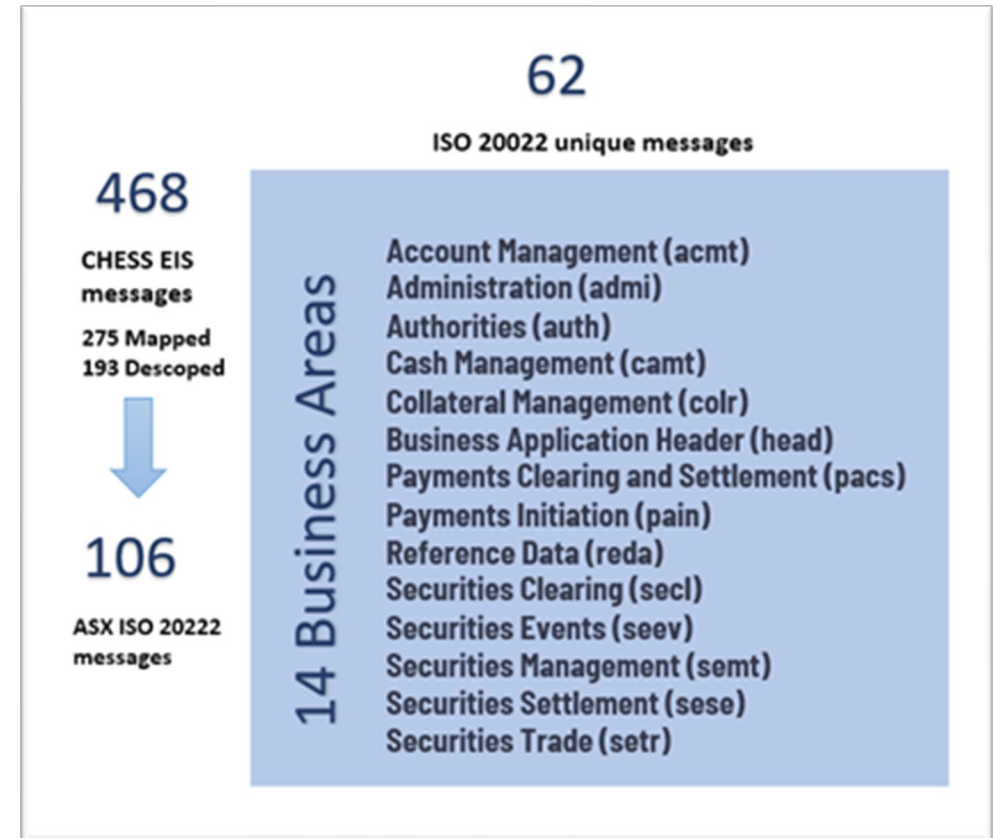 62
ISO 20022 unique messages
468
CHESS EIS
messages
275 Mapped
193 Descoped
106
ASX ISO 20222
messages
14 Business Areas
Account Management (acmt)
Administration (admi)
Authorities (auth)
Cash Management (camt)
Collateral Management (colr)
Business Application Header (head)
Payments Clearing and Settlement (pacs)
Payments Initiation (pain)
Reference Data (reda)
Securities Clearing (secl)
Securities Events (seev)
Securities Management (semt)
Securities Settlement (sese)
Securities Trade (setr)